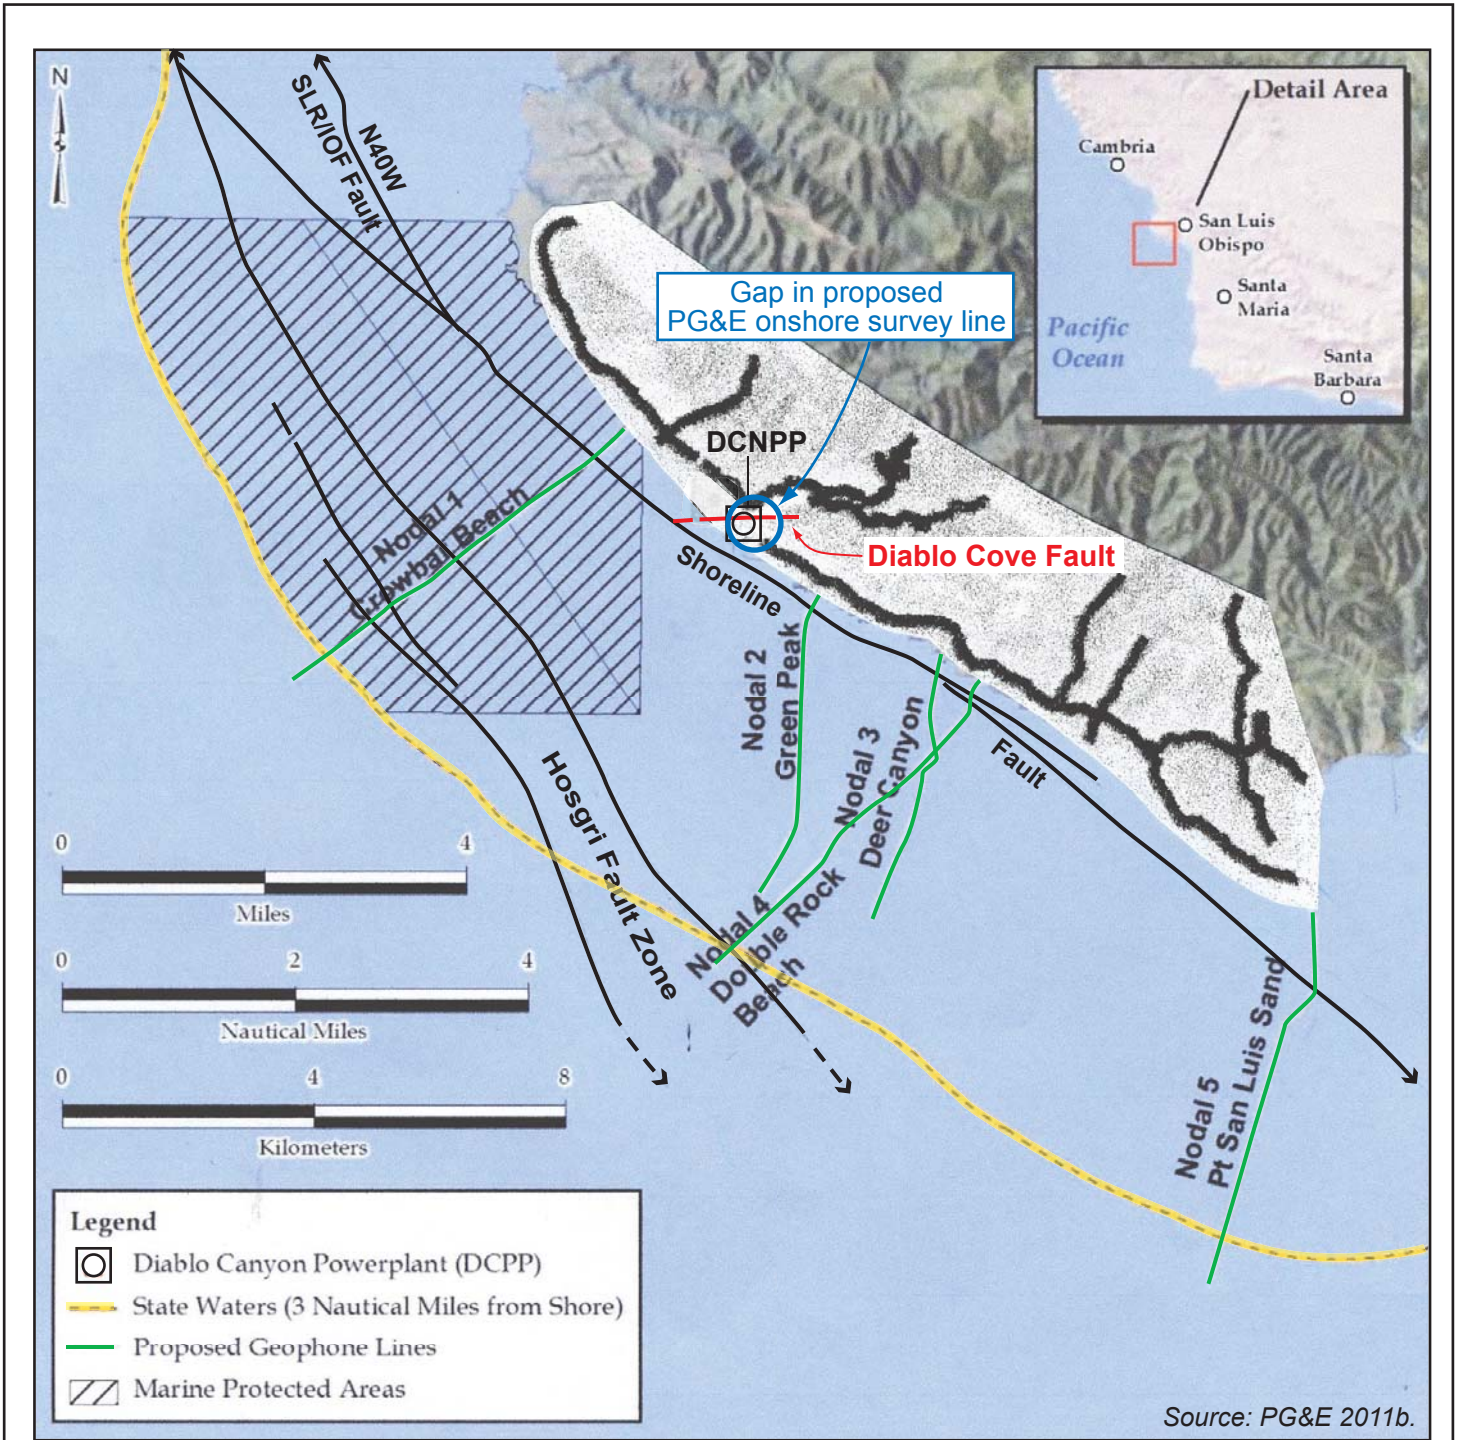 N
SLR/IOF Fault
N40W
Detail Area
Cambria
San Luis
Obispo
Santa
Maria
Pacific
Ocean
Santa
Barbara
Gap in proposed
PG&E onshore survey line
DCNPP
Diablo Cove Fault
Nodal 1
Crowbar Beach
Shoreline
Fault
Nodal 2
Green Peak
Nodal 3
Deer Canyon
Nodal 4
Double Rock
Beach
Hosgri Fault Zone
Nodal 5
Pt San Luis Sand
0 4
Miles
0 2 4
Nautical Miles
0 4 8
Kilometers
Legend
Diablo Canyon Powerplant (DCPP)
State Waters (3 Nautical Miles from Shore)
Proposed Geophone Lines
Marine Protected Areas
Source: PG&E 2011b.